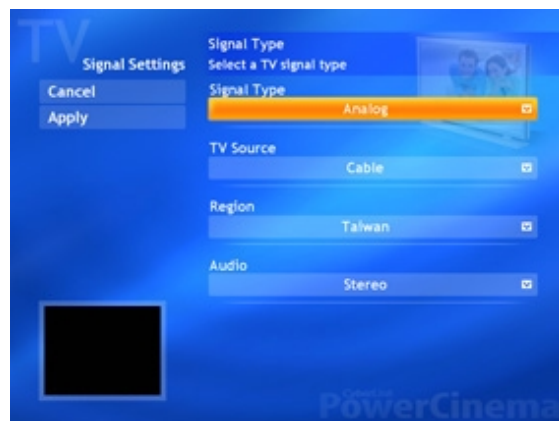 TV
Signal Settings
Cancel
Apply
Signal Type
Select a TV signal type
Signal Type
Analog
TV Source
Cable
Region
Taiwan
Audio
Stereo
CyberLink
PowerCinema